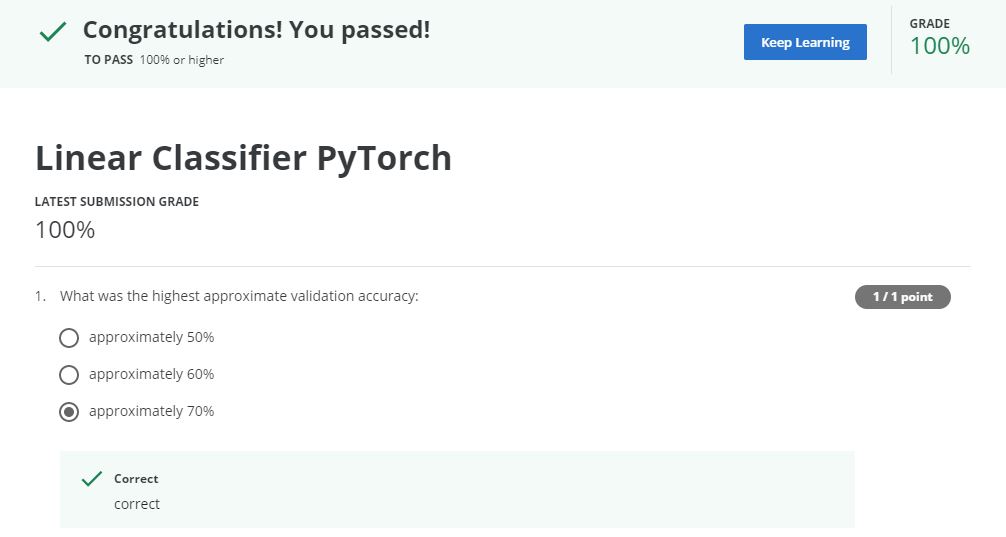 Congratulations! You passed!
TO PASS 100% or higher
Keep Learning
GRADE
100%
Linear Classifier PyTorch
LATEST SUBMISSION GRADE
100%
1. What was the highest approximate validation accuracy:
1 / 1 point
approximately 50%
approximately 60%
approximately 70%
Correct
correct